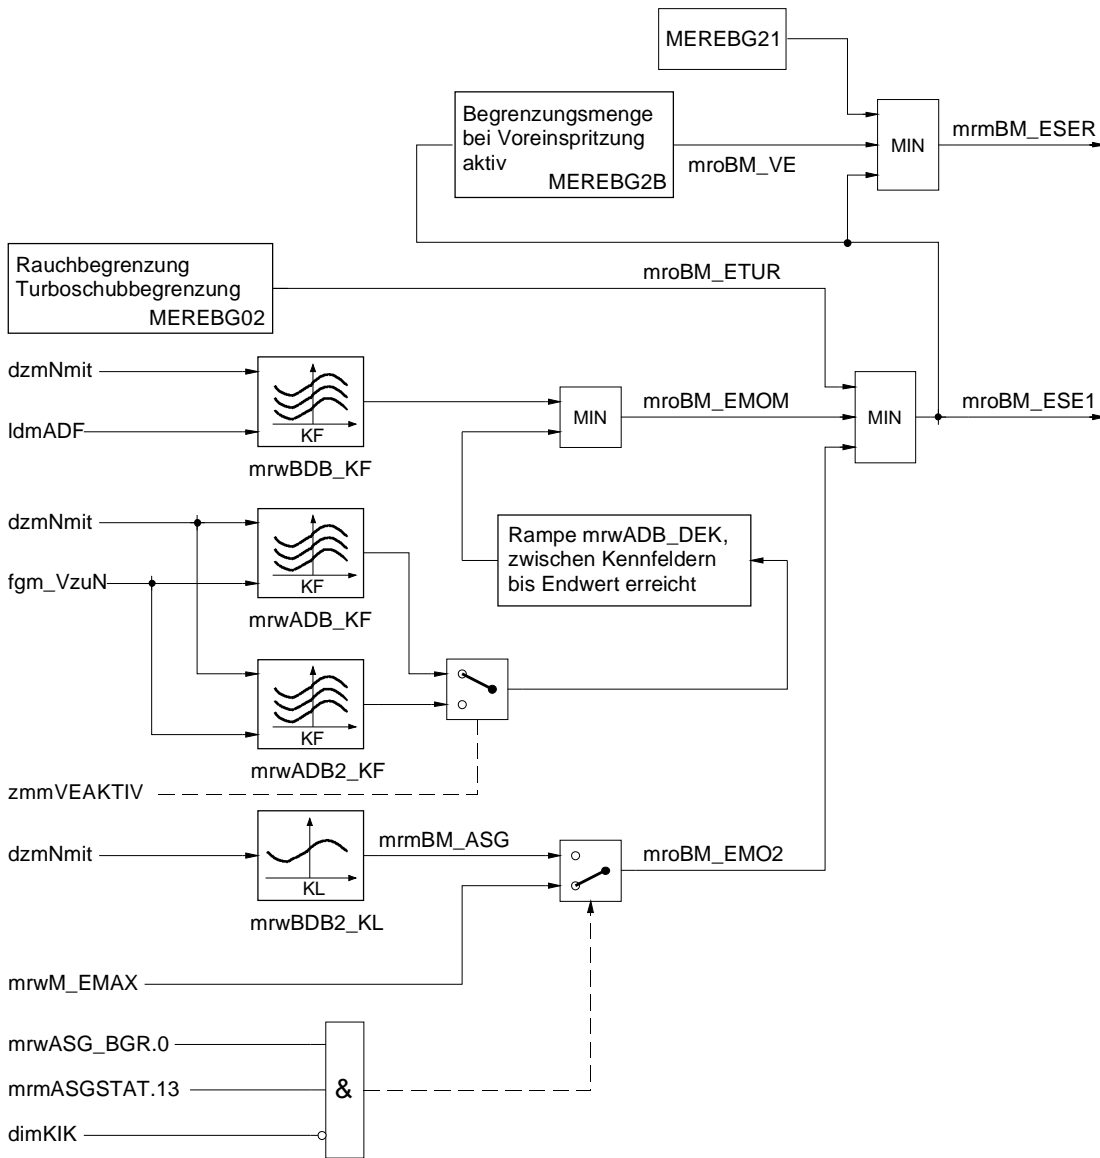 MEREBG21
Begrenzungsmenge
bei Voreinspritzung
aktiv
MEREBG2B
mroBM_VE
MIN
mrmBM_ESER
Rauchbegrenzung
Turboschubbegrenzung
MEREBG02
mroBM_ETUR
dzmNmit
ldmADF
KF
mrwBDB_KF
MIN
mroBM_EMOM
MIN
mroBM_ESE1
dzmNmit
fgm_VzuN
KF
mrwADB_KF
Rampe mrwADB_DEK,
zwischen Kennfeldern
bis Endwert erreicht
KF
mrwADB2_KF
zmmVEAKTIV
dzmNmit
KL
mrwBDB2_KL
mrmBM_ASG
mroBM_EMO2
mrwM_EMAX
mrwASG_BGR.0
mrmASGSTAT.13
dimKIK
&